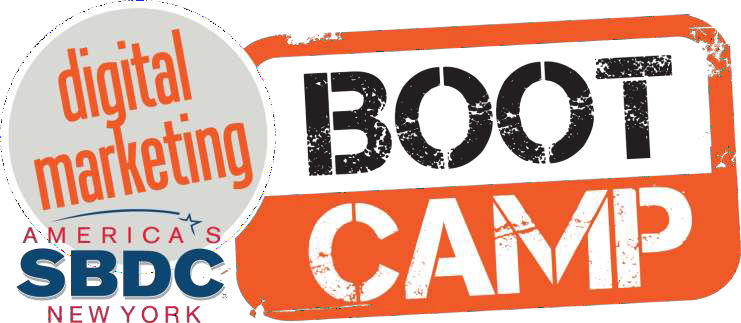 digital
marketing
AMERICA'S
SBDC
NEW YORK
BOOT
CAMP